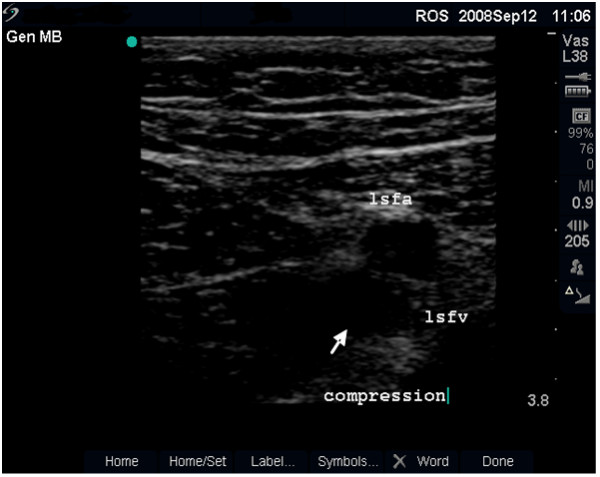 ROS 2008Sep12 11:06
Gen MB
Vas
L38
CF
99%
76
0
MI
0.9
205
lsfa
lsfv
compression
3.8
Home Home/Set Label... Symbols... X Word Done